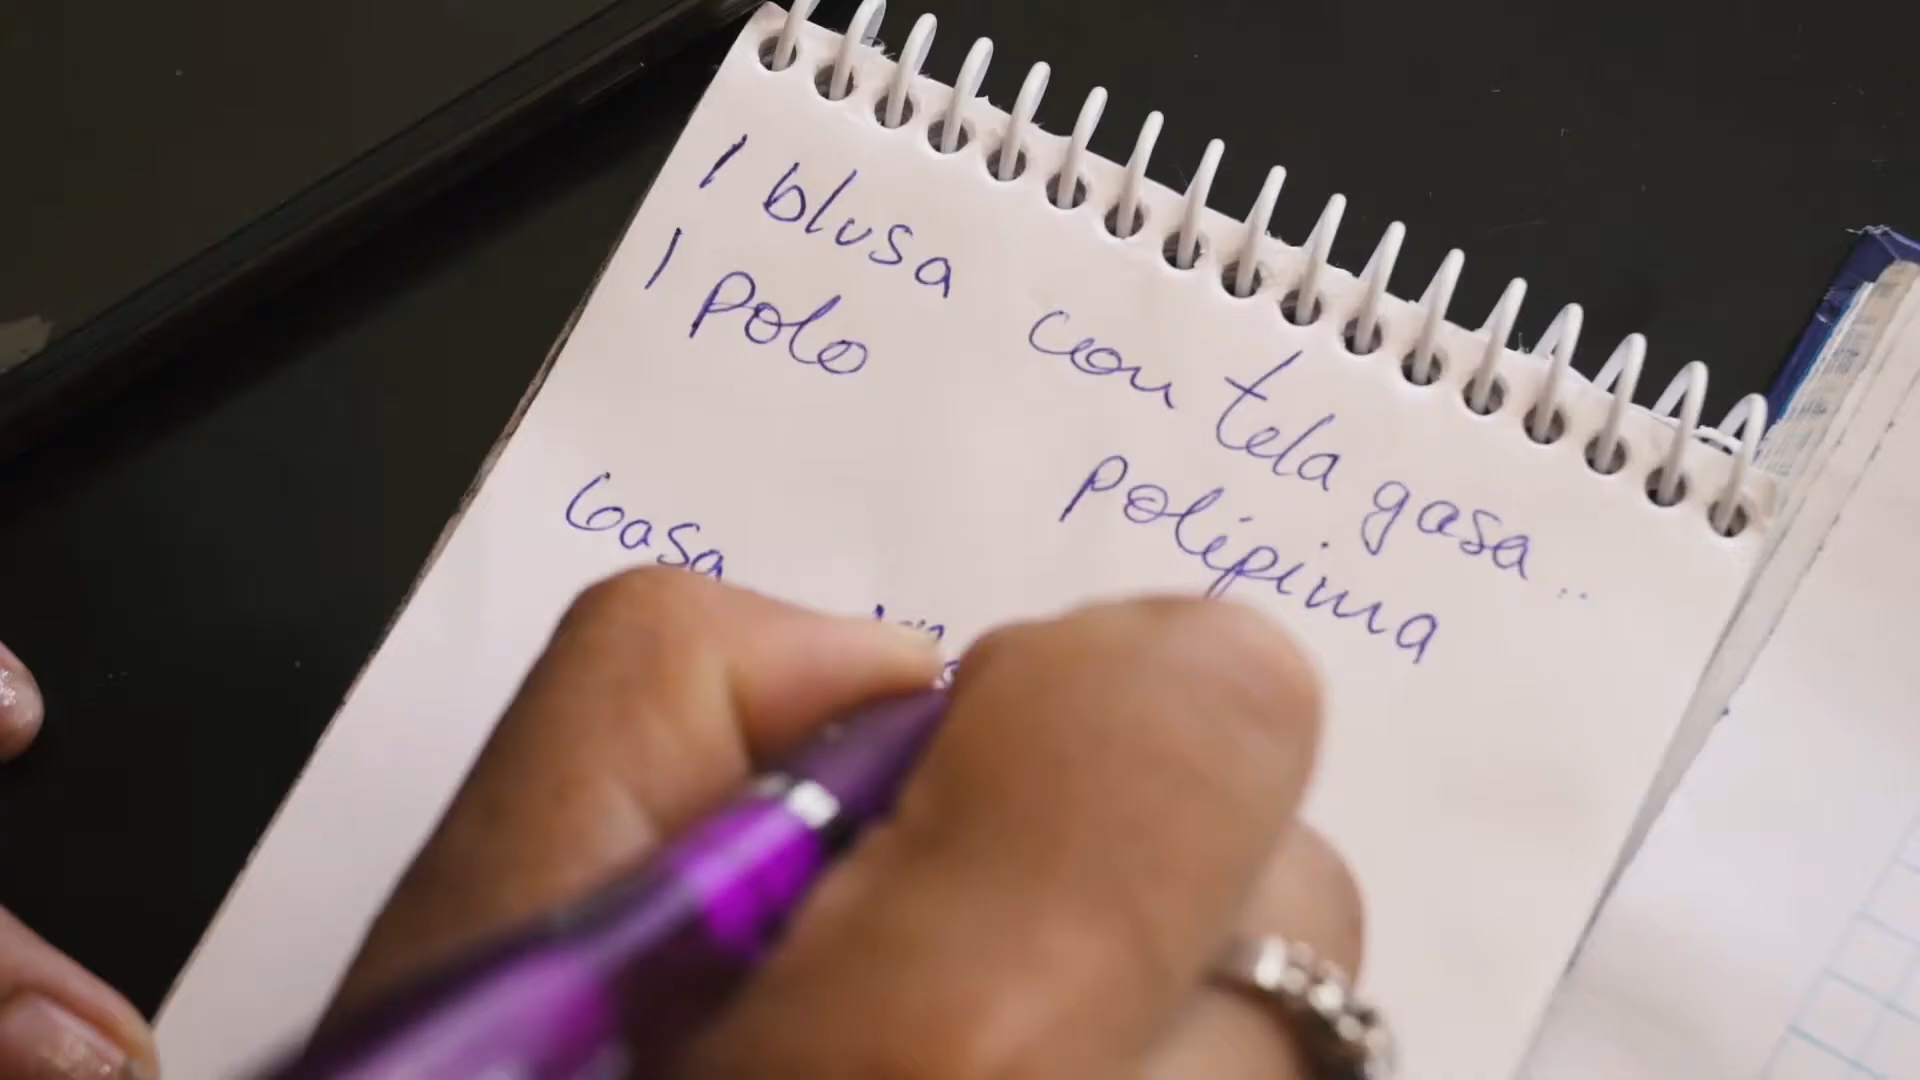 1 blusa con tela gasa..
1 polo polipima
Gasa